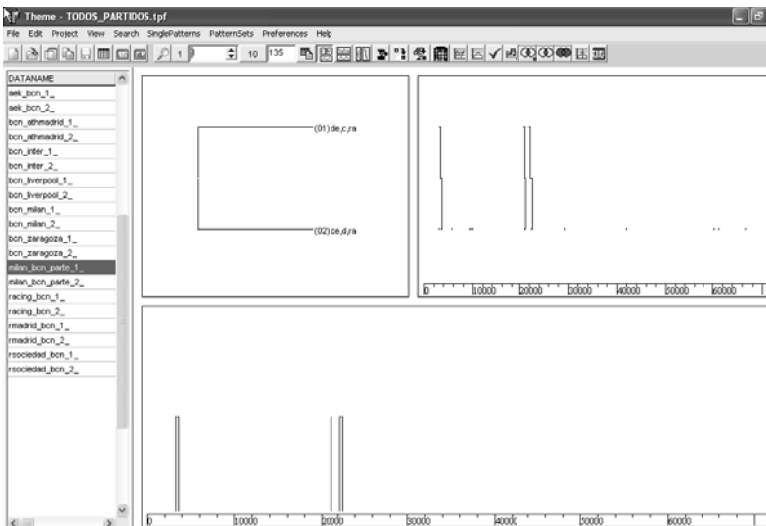 Theme - TODOS_PARTIDOS.tpf
File Edit Project View Search SinglePatterns PatternSets Preferences Help
1 10 135
DATANAME
aek_bcn_1_
aek_bcn_2_
bcn_athmadrid_1_
bcn_athmadrid_2_
bcn_inter_1_
bcn_inter_2_
bcn_liverpool_1_
bcn_liverpool_2_
bcn_milan_1_
bcn_milan_2_
bcn_zaragoza_1_
bcn_zaragoza_2_
milan_bcn_parte_1_
milan_bcn_parte_2_
racing_bcn_1_
racing_bcn_2_
rmadrid_bcn_1_
rmadrid_bcn_2_
rsociedad_bcn_1_
rsociedad_bcn_2_
(01)de,c,ra
(02)ce,d,ra
0 10000 20000 30000 40000 50000 60000
0 10000 20000 30000 40000 50000 60000